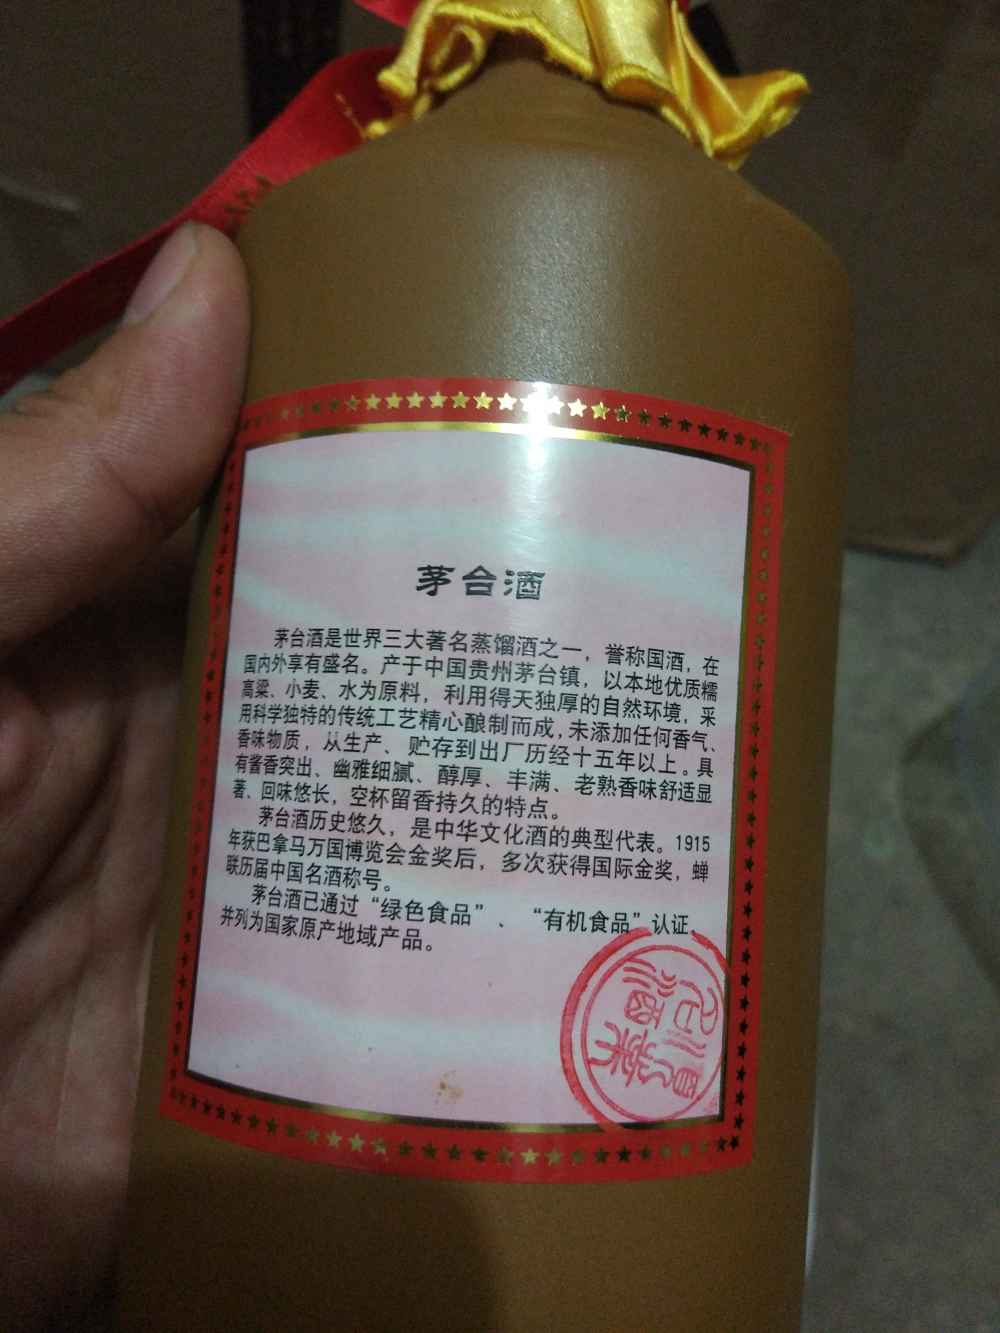 茅台酒
茅台酒是世界三大著名蒸馏酒之一，誉称国酒，在
国内外享有盛名。产于中国贵州茅台镇，以本地优质糯
高粱、小麦、水为原料，利用得天独厚的自然环境，采
用科学独特的传统工艺精心酿制而成，未添加任何香气、
香味物质，从生产、贮存到出厂历经十五年以上。具
有酱香突出、幽雅细腻、醇厚、丰满、老熟香味舒适显
著、回味悠长，空杯留香持久的特点。
茅台酒历史悠久，是中华文化酒的典型代表。1915
年获巴拿马万国博览会金奖后，多次获得国际金奖，蝉
联历届中国名酒称号。
茅台酒已通过“绿色食品”、“有机食品”认证、
并列为国家原产地域产品。